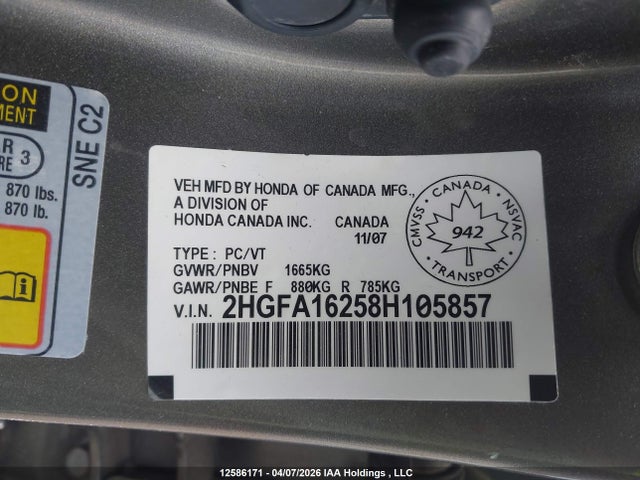 ON
MENT
R
RE 3
870 lbs.
870 lb.
SNE C2
VEH MFD BY HONDA OF CANADA MFG.,
A DIVISION OF
HONDA CANADA INC. CANADA
11/07
TYPE : PC/VT
GVWR/PNBV 1665KG
GAWR/PNBE F 880KG R 785KG
V.I.N. 2HGFA16258H105857
CANADA
CMVSS NSVAC
942
TRANSPORT
12586171 - 04/07/2026 IAA Holdings , LLC